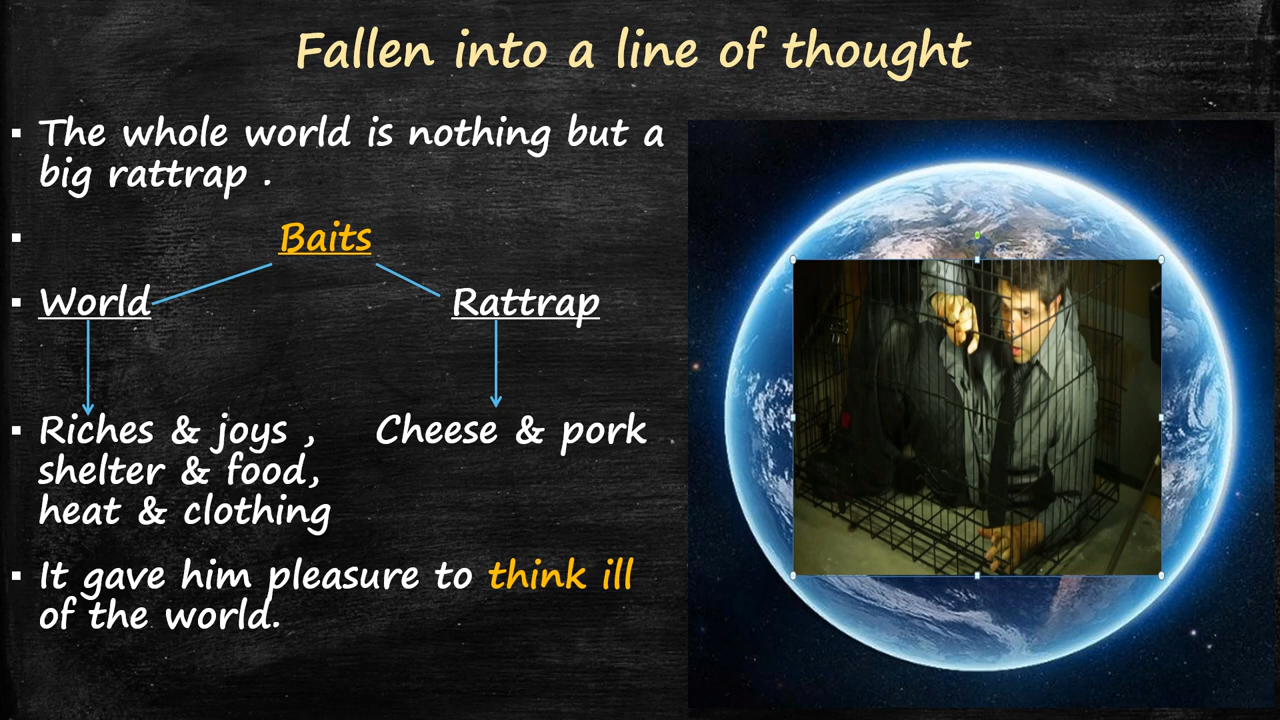 Fallen into a line of thought
▪ The whole world is nothing but a
big rattrap .
▪ Baits
▪ World Rattrap
▪ Riches & joys , Cheese & pork
shelter & food,
heat & clothing
▪ It gave him pleasure to think ill
of the world.